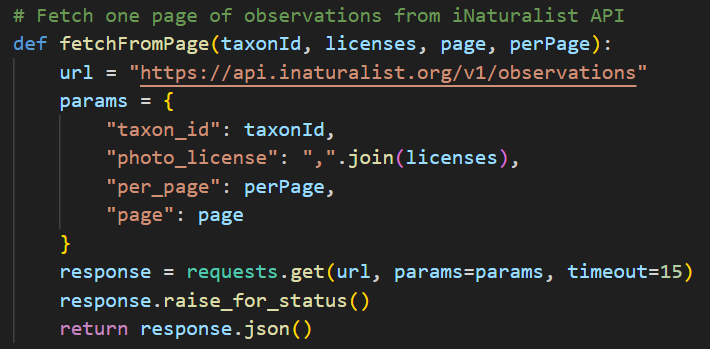 # Fetch one page of observations from iNaturalist API
def fetchFromPage(taxonId, licenses, page, perPage):
    url = "https://api.inaturalist.org/v1/observations"
    params = {
        "taxon_id": taxonId,
        "photo_license": ",".join(licenses),
        "per_page": perPage,
        "page": page
    }
    response = requests.get(url, params=params, timeout=15)
    response.raise_for_status()
    return response.json()